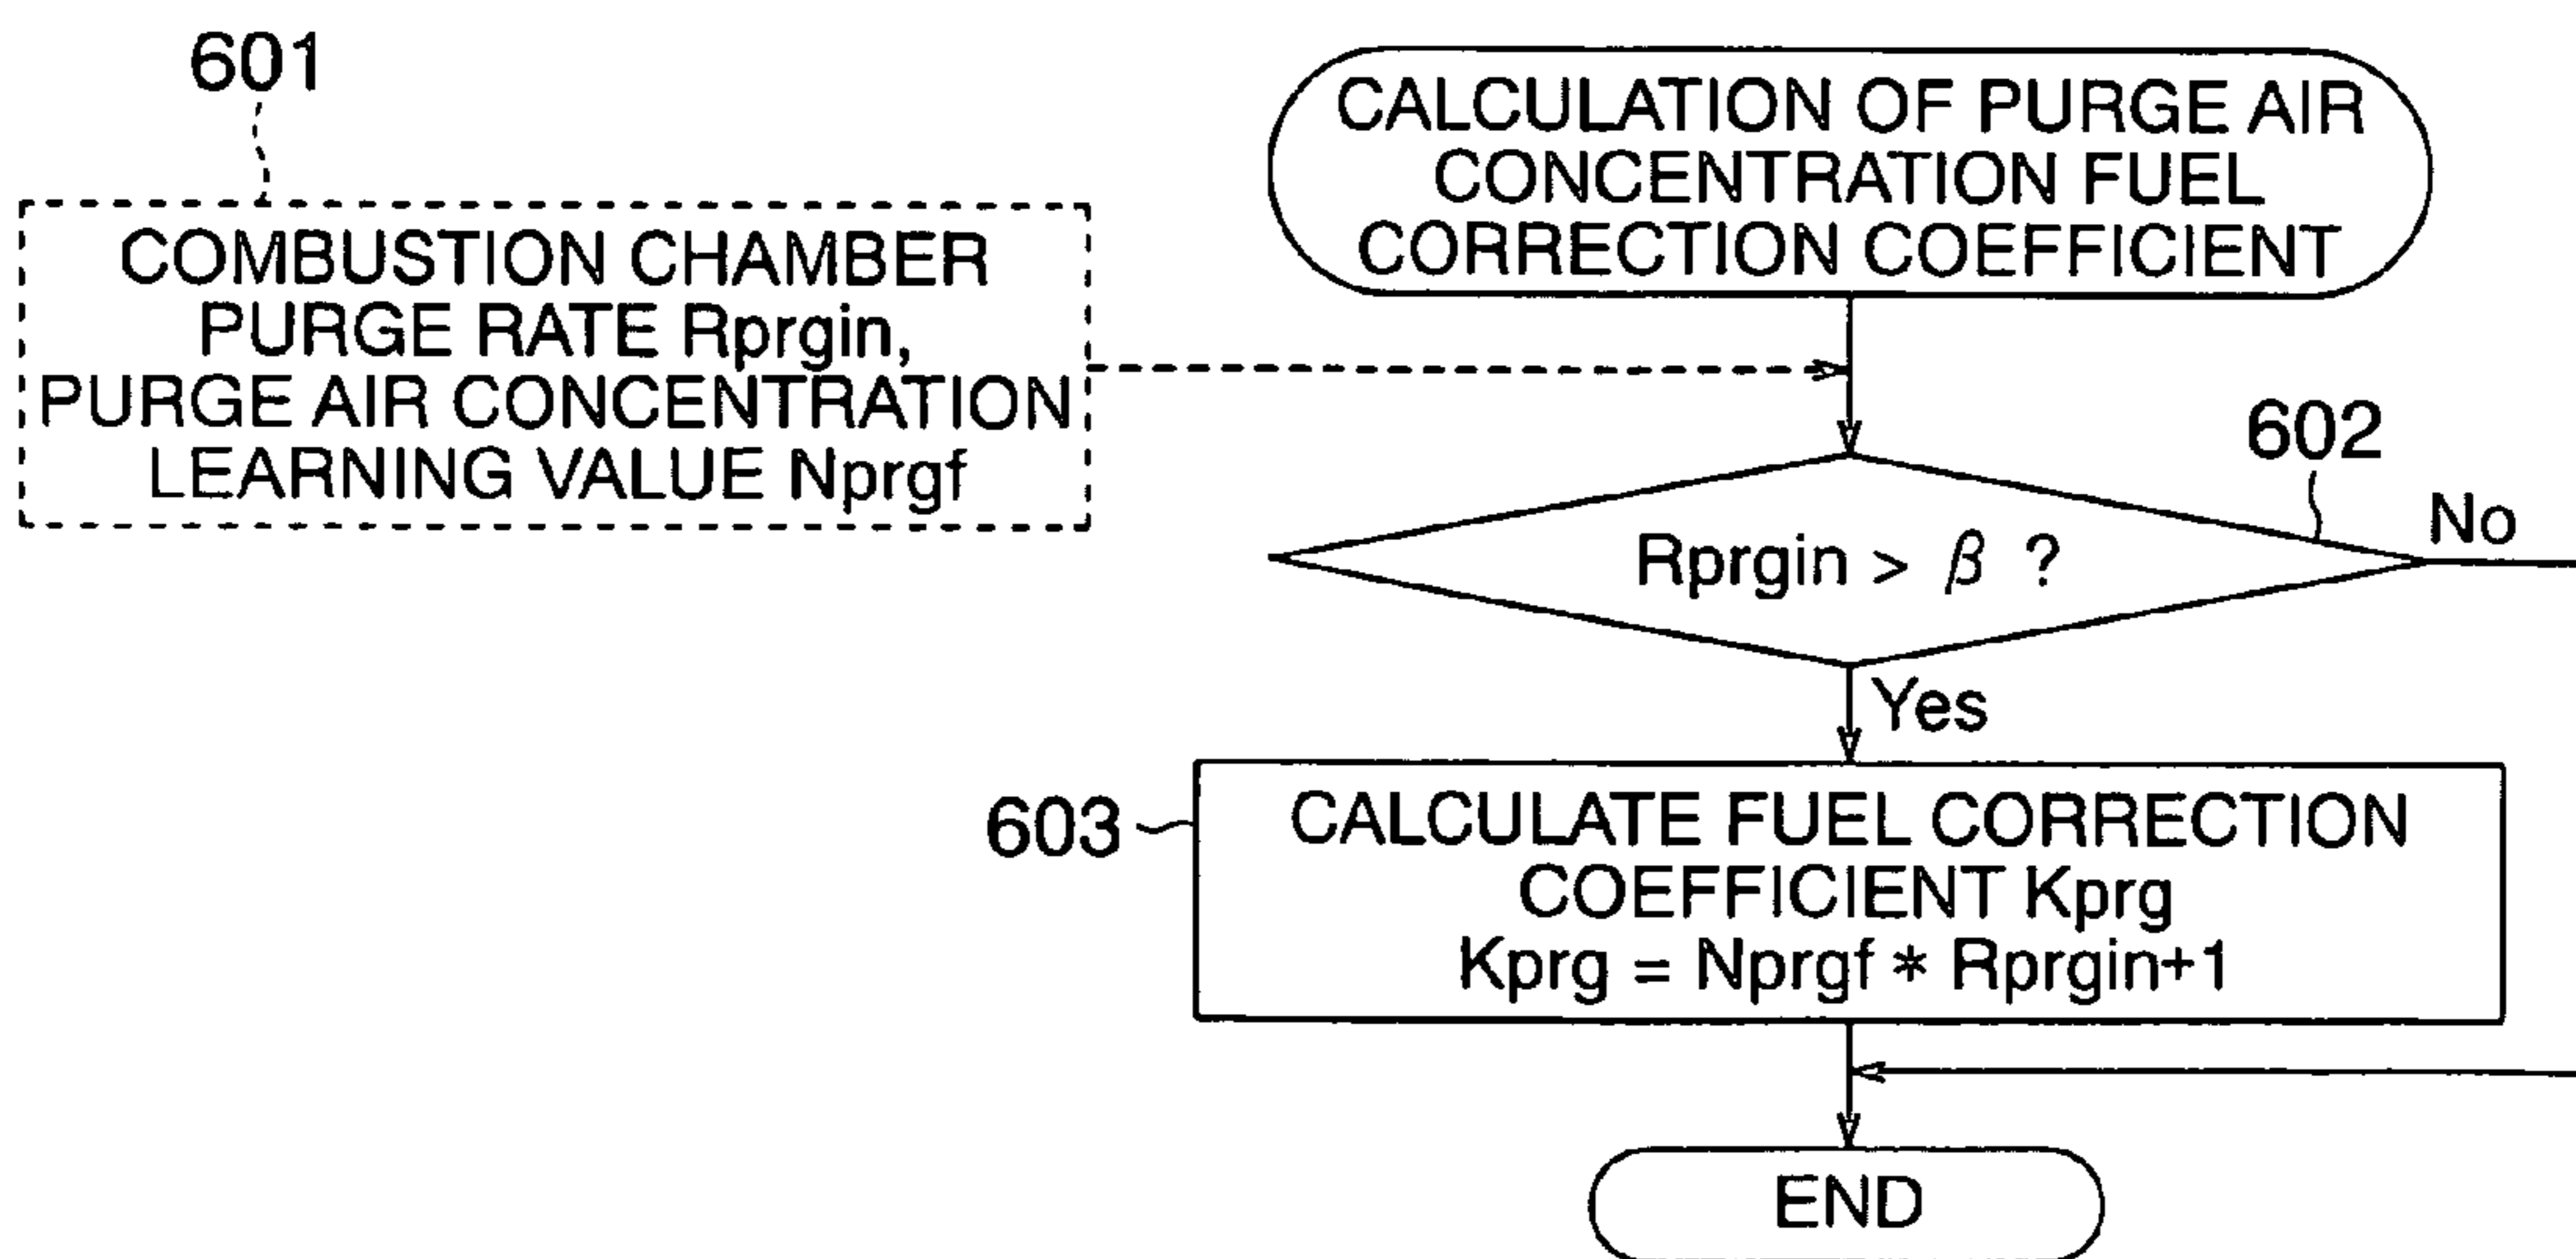 601
COMBUSTION CHAMBER
PURGE RATE Rprgin,
PURGE AIR CONCENTRATION
LEARNING VALUE Nprgf
CALCULATION OF PURGE AIR
CONCENTRATION FUEL
CORRECTION COEFFICIENT
602
Rprgin > β ?
No
Yes
603
CALCULATE FUEL CORRECTION
COEFFICIENT Kprg
Kprg = Nprgf * Rprgin+1
END